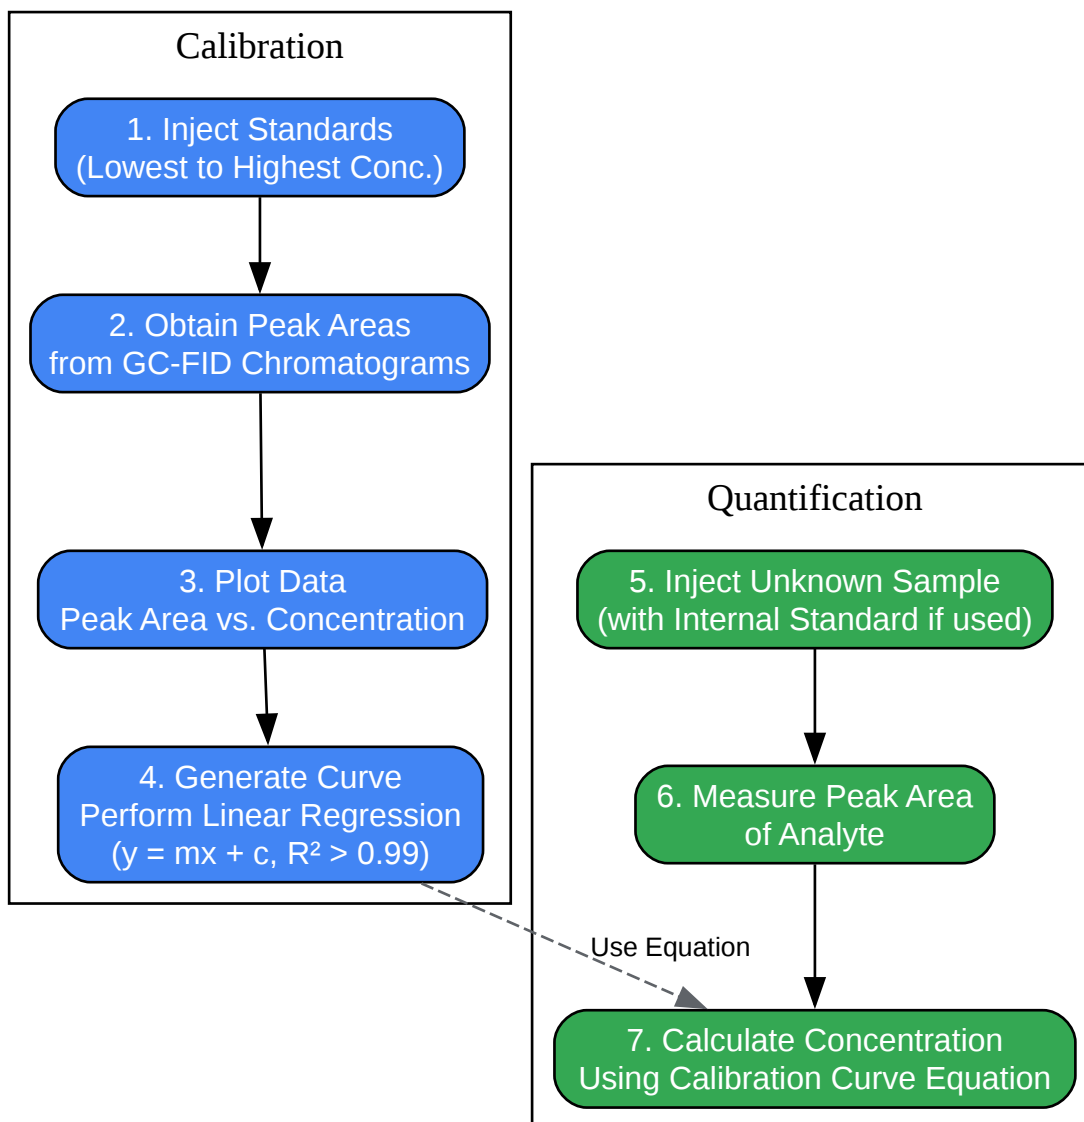 Calibration
1. Inject Standards
(Lowest to Highest Conc.)
2. Obtain Peak Areas
from GC-FID Chromatograms
3. Plot Data
Peak Area vs. Concentration
4. Generate Curve
Perform Linear Regression
(y = mx + c, R² > 0.99)
Use Equation
Quantification
5. Inject Unknown Sample
(with Internal Standard if used)
6. Measure Peak Area
of Analyte
7. Calculate Concentration
Using Calibration Curve Equation